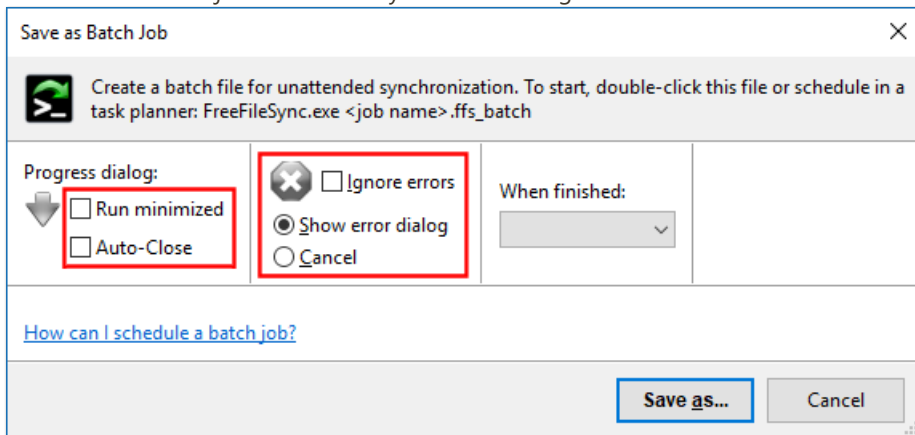 Save as Batch Job
Create a batch file for unattended synchronization. To start, double-click this file or schedule in a
task planner: FreeFileSync.exe <job name>.ffs_batch
Progress dialog:
Run minimized
Auto-Close
Ignore errors
Show error dialog
Cancel
When finished:
How can I schedule a batch job?
Save as...
Cancel